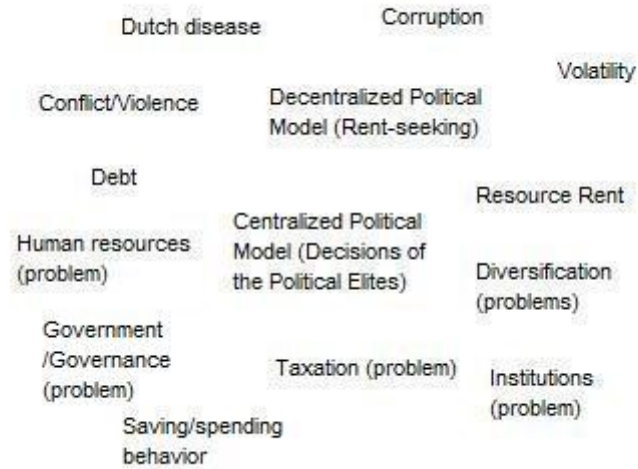 Dutch disease
Corruption
Volatility
Conflict/Violence
Decentralized Political
Model (Rent-seeking)
Debt
Resource Rent
Human resources
(problem)
Centralized Political
Model (Decisions of
the Political Elites)
Diversification
(problems)
Government
/Governance
(problem)
Taxation (problem)
Institutions
(problem)
Saving/spending
behavior